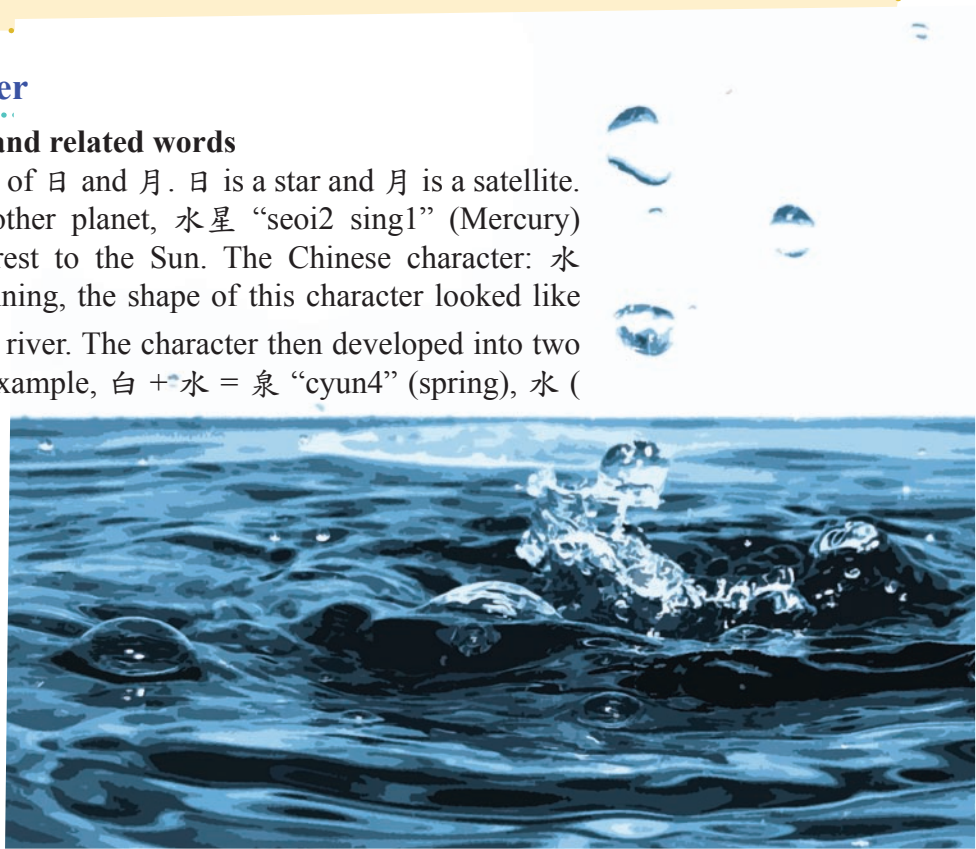 er
and related words
of 日 and 月. 日 is a star and 月 is a satellite.
other planet, 水星 “seoi2 sing1” (Mercury)
rest to the Sun. The Chinese character: 水
ning, the shape of this character looked like
river. The character then developed into two
xample, 白 + 水 = 泉 “cyun4” (spring), 水 (